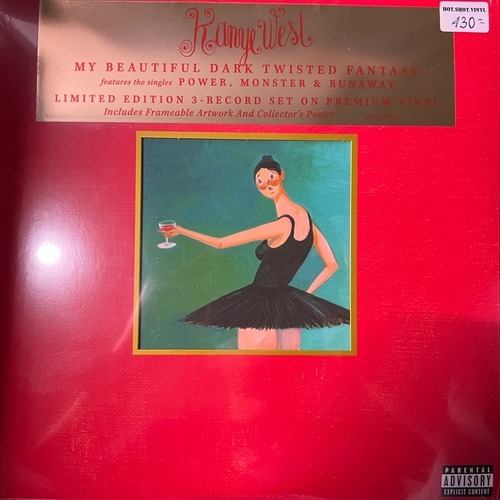 HOT.SHOT.VINYL
430=
Kanye West
MY BEAUTIFUL DARK TWISTED FANTASY
features the singles POWER, MONSTER & RUNAWAY
LIMITED EDITION 3-RECORD SET ON PREMIUM VINYL
Includes Frameable Artwork And Collector's Poster
PARENTAL
ADVISORY
EXPLICIT CONTENT